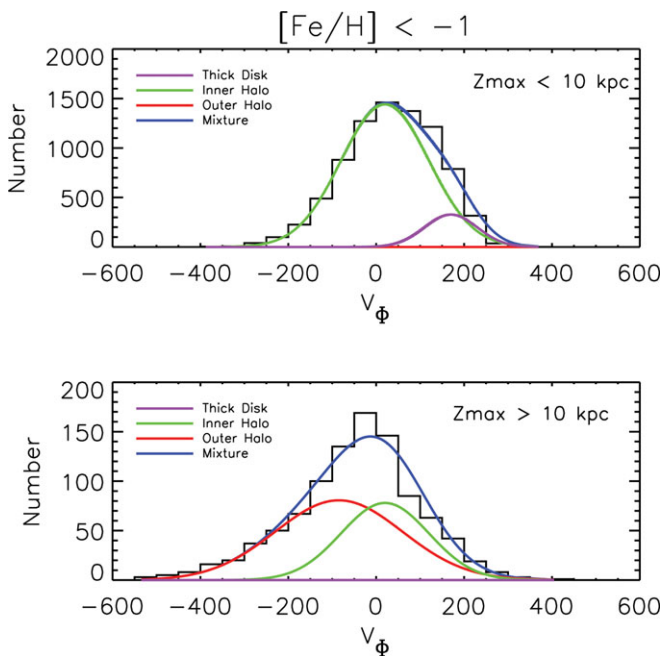 [Fe/H] < −1
2000
1500
1000
500
0
Number
Thick Disk
Inner Halo
Outer Halo
Mixture
Zmax < 10 kpc
−600 −400 −200 0 200 400 600
V_Φ
200
150
100
50
0
Number
Thick Disk
Inner Halo
Outer Halo
Mixture
Zmax > 10 kpc
−600 −400 −200 0 200 400 600
V_Φ